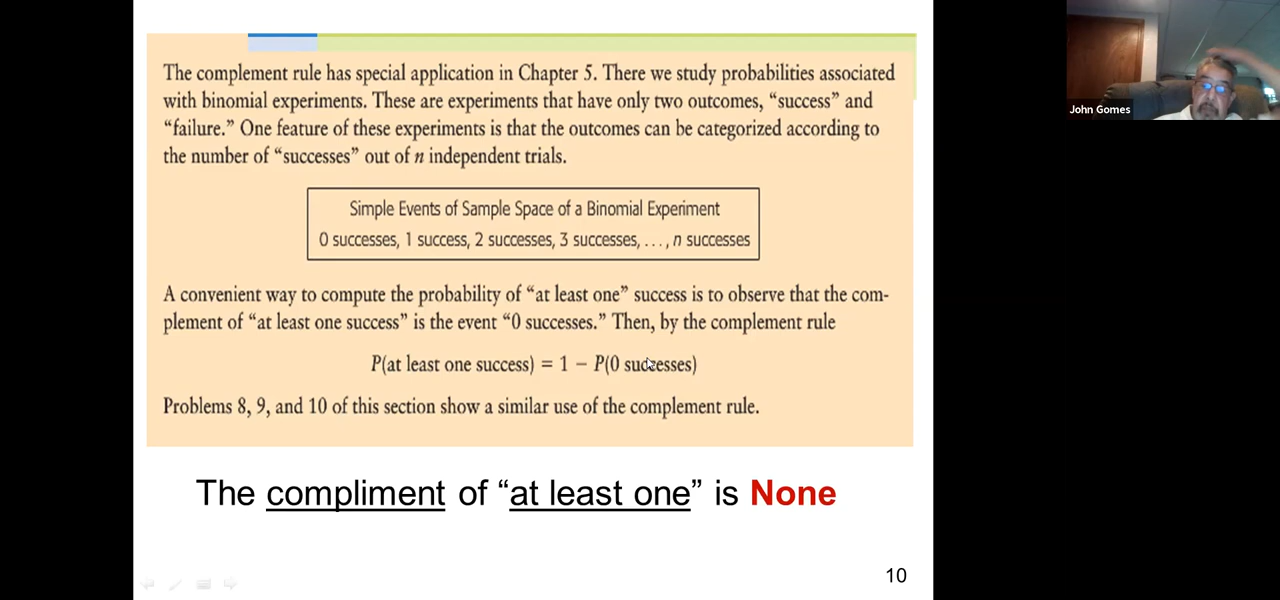 The complement rule has special application in Chapter 5. There we study probabilities associated
with binomial experiments. These are experiments that have only two outcomes, “success” and
“failure.” One feature of these experiments is that the outcomes can be categorized according to
the number of “successes” out of n independent trials.
Simple Events of Sample Space of a Binomial Experiment
0 successes, 1 success, 2 successes, 3 successes, . . . , n successes
A convenient way to compute the probability of “at least one” success is to observe that the com-
plement of “at least one success” is the event “0 successes.” Then, by the complement rule
P(at least one success) = 1 − P(0 successes)
Problems 8, 9, and 10 of this section show a similar use of the complement rule.
The compliment of “at least one” is None
10
John Gomes